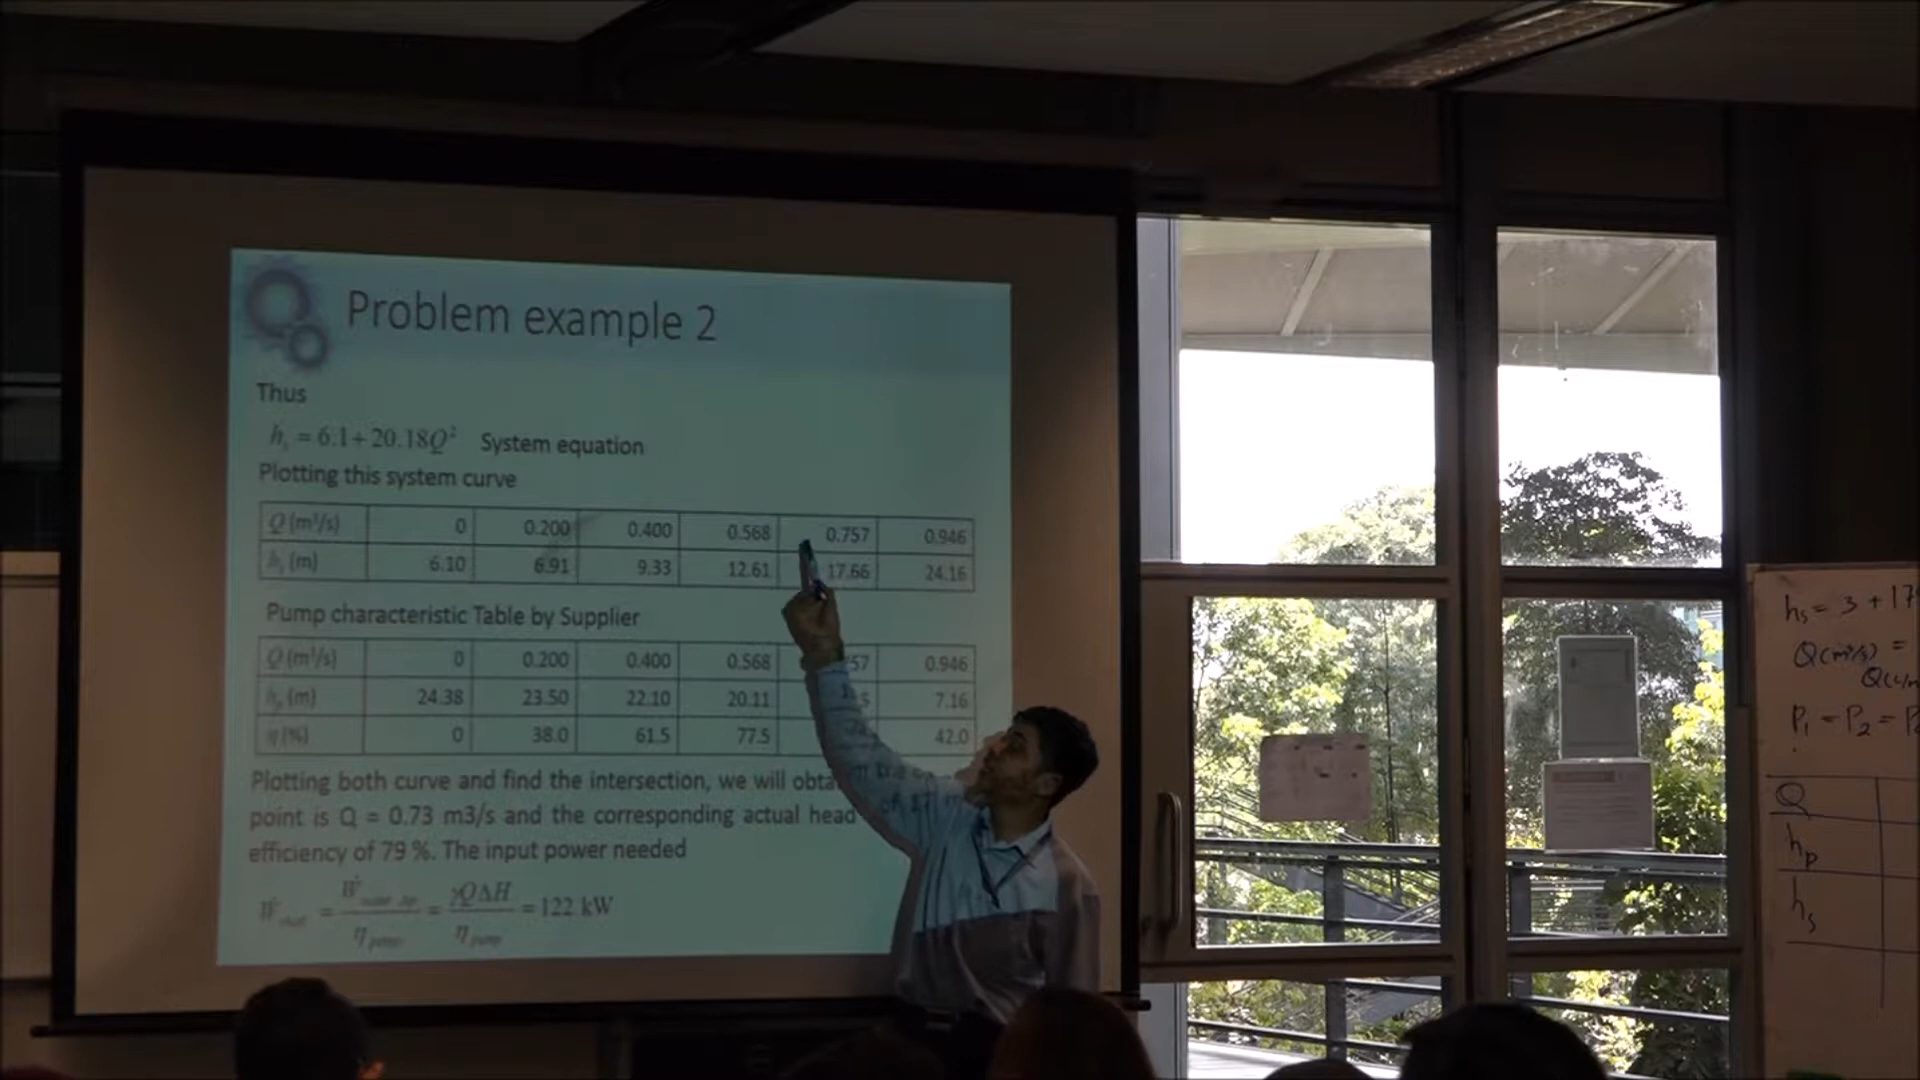 Problem example 2
Thus
hs = 6.1+20.18Q² System equation
Plotting this system curve
Q (m³/s) 0 0.200 0.400 0.568 0.757 0.946
hs (m) 6.10 6.91 9.33 12.61 17.66 24.16
Pump characteristic Table by Supplier
Q (m³/s) 0 0.200 0.400 0.568 57 0.946
(m) 24.38 23.50 22.10 20.11 7.16
η (%) 0 38.0 61.5 77.5 42.0
Plotting both curve and find the intersection, we will
point is Q = 0.73 m3/s and the corresponding actual head of 17
efficiency of 79 %. The input power needed
= = γQΔH / η pump = 122 kW
hs = 3 + 17
Q(m³/s) =
P1 = P2 =
Q
hp
hs